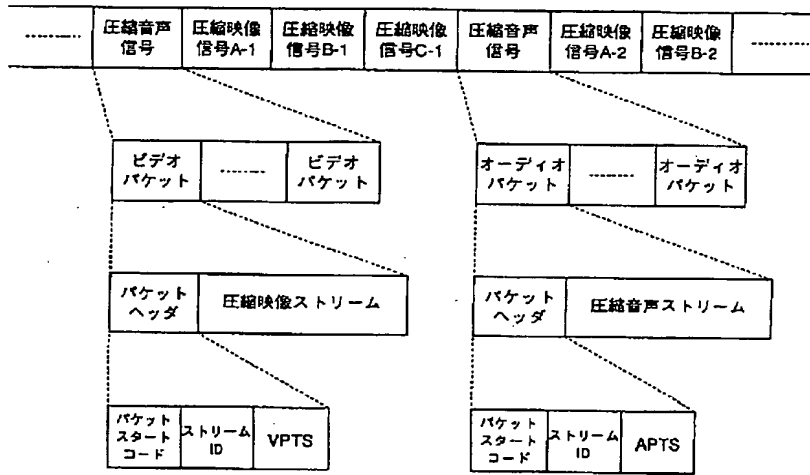 圧縮音声
信号
圧縮映像
信号A-1
圧縮映像
信号B-1
圧縮映像
信号C-1
圧縮音声
信号
圧縮映像
信号A-2
圧縮映像
信号B-2
ビデオ
パケット
ビデオ
パケット
オーディオ
パケット
オーディオ
パケット
パケット
ヘッダ
圧縮映像ストリーム
パケット
ヘッダ
圧縮音声ストリーム
パケット
スタート
コード
ストリーム
ID
VPTS
パケット
スタート
コード
ストリーム
ID
APTS